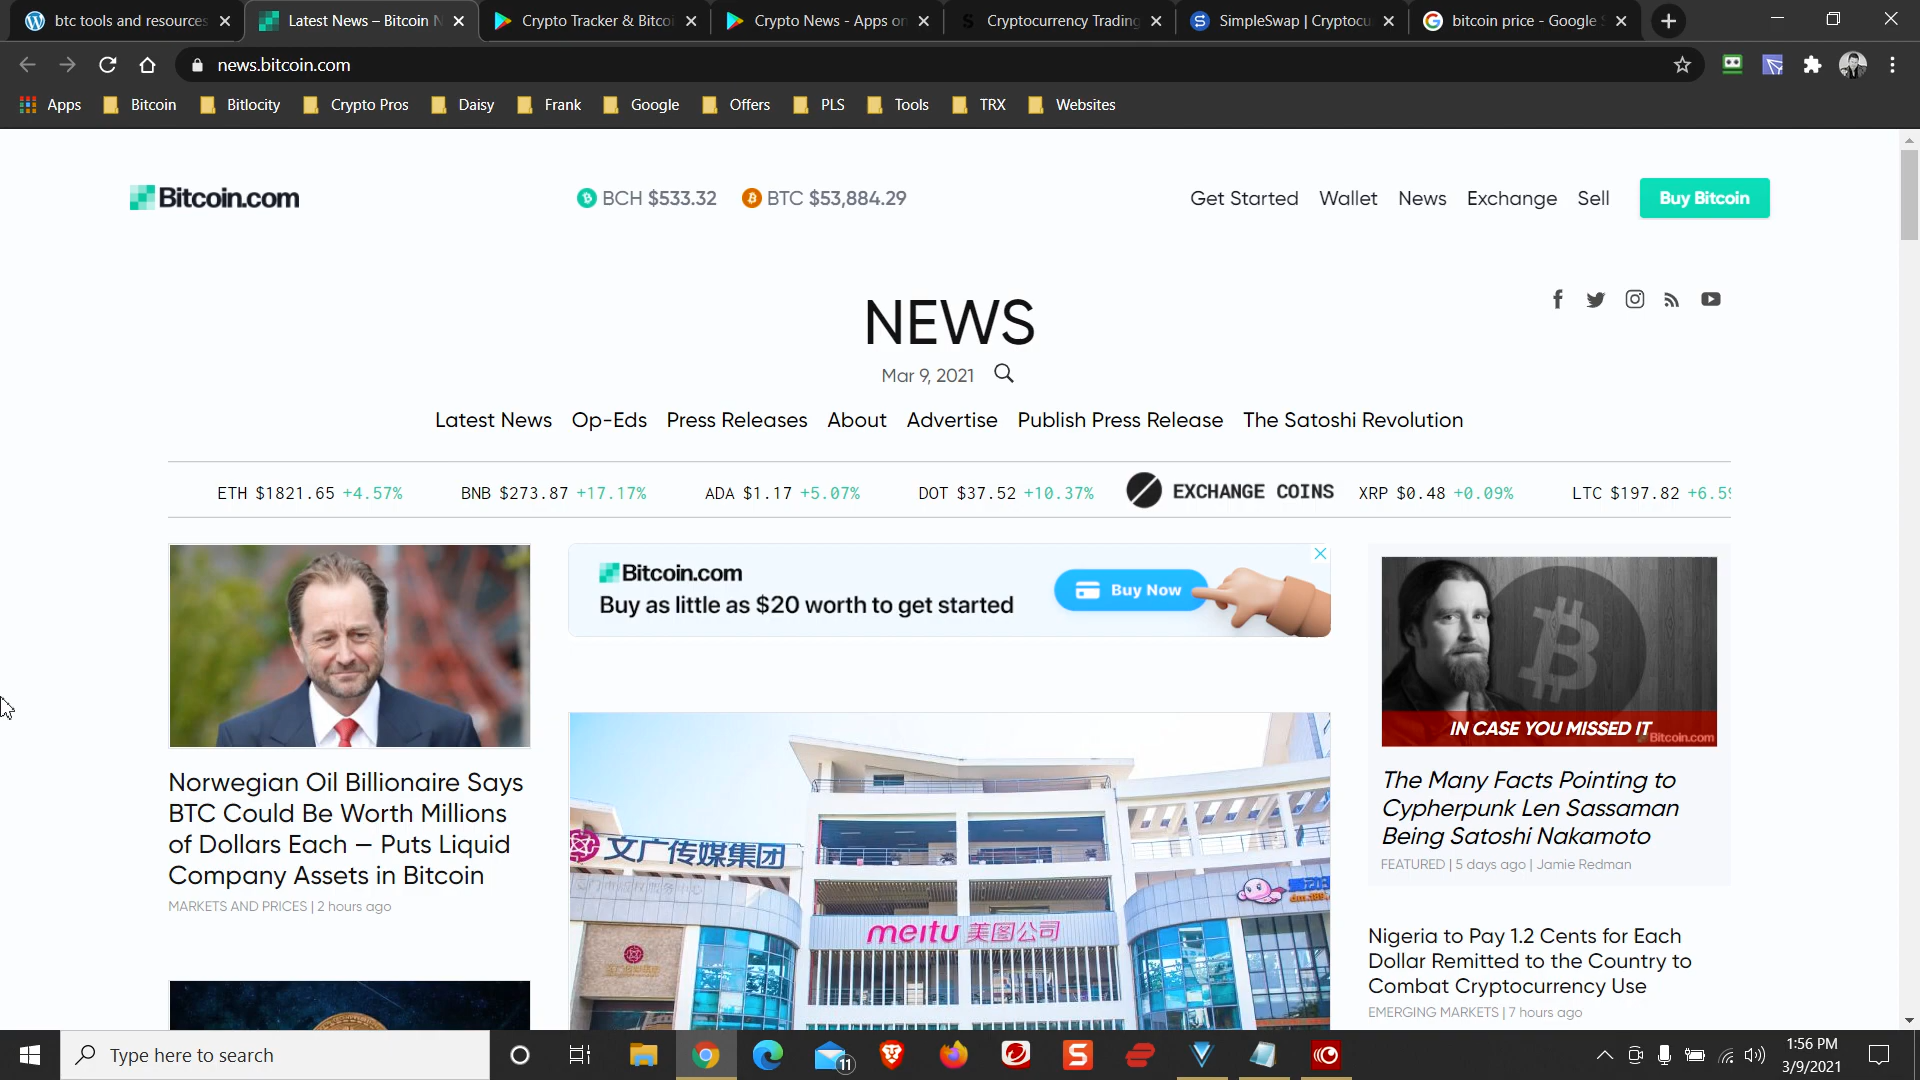 btc tools and resources
Latest News – Bitcoin N
Crypto Tracker & Bitcoi
Crypto News - Apps on
Cryptocurrency Trading
SimpleSwap | Cryptocu
bitcoin price - Google S
news.bitcoin.com
Apps
Bitcoin
Bitlocity
Crypto Pros
Daisy
Frank
Google
Offers
PLS
Tools
TRX
Websites
Bitcoin.com
BCH $533.32
BTC $53,884.29
Get Started
Wallet
News
Exchange
Sell
Buy Bitcoin
NEWS
Mar 9, 2021
Latest News
Op-Eds
Press Releases
About
Advertise
Publish Press Release
The Satoshi Revolution
ETH $1821.65 +4.57%
BNB $273.87 +17.17%
ADA $1.17 +5.07%
DOT $37.52 +10.37%
EXCHANGE COINS
XRP $0.48 +0.09%
LTC $197.82 +6.59
Bitcoin.com
Buy as little as $20 worth to get started
Buy Now
IN CASE YOU MISSED IT
Bitcoin.com
The Many Facts Pointing to
Cypherpunk Len Sassaman
Being Satoshi Nakamoto
FEATURED | 5 days ago | Jamie Redman
Norwegian Oil Billionaire Says
BTC Could Be Worth Millions
of Dollars Each – Puts Liquid
Company Assets in Bitcoin
MARKETS AND PRICES | 2 hours ago
文广传媒集团
meitu 美图公司
Nigeria to Pay 1.2 Cents for Each
Dollar Remitted to the Country to
Combat Cryptocurrency Use
EMERGING MARKETS | 7 hours ago
Type here to search
11
1:56 PM
3/9/2021